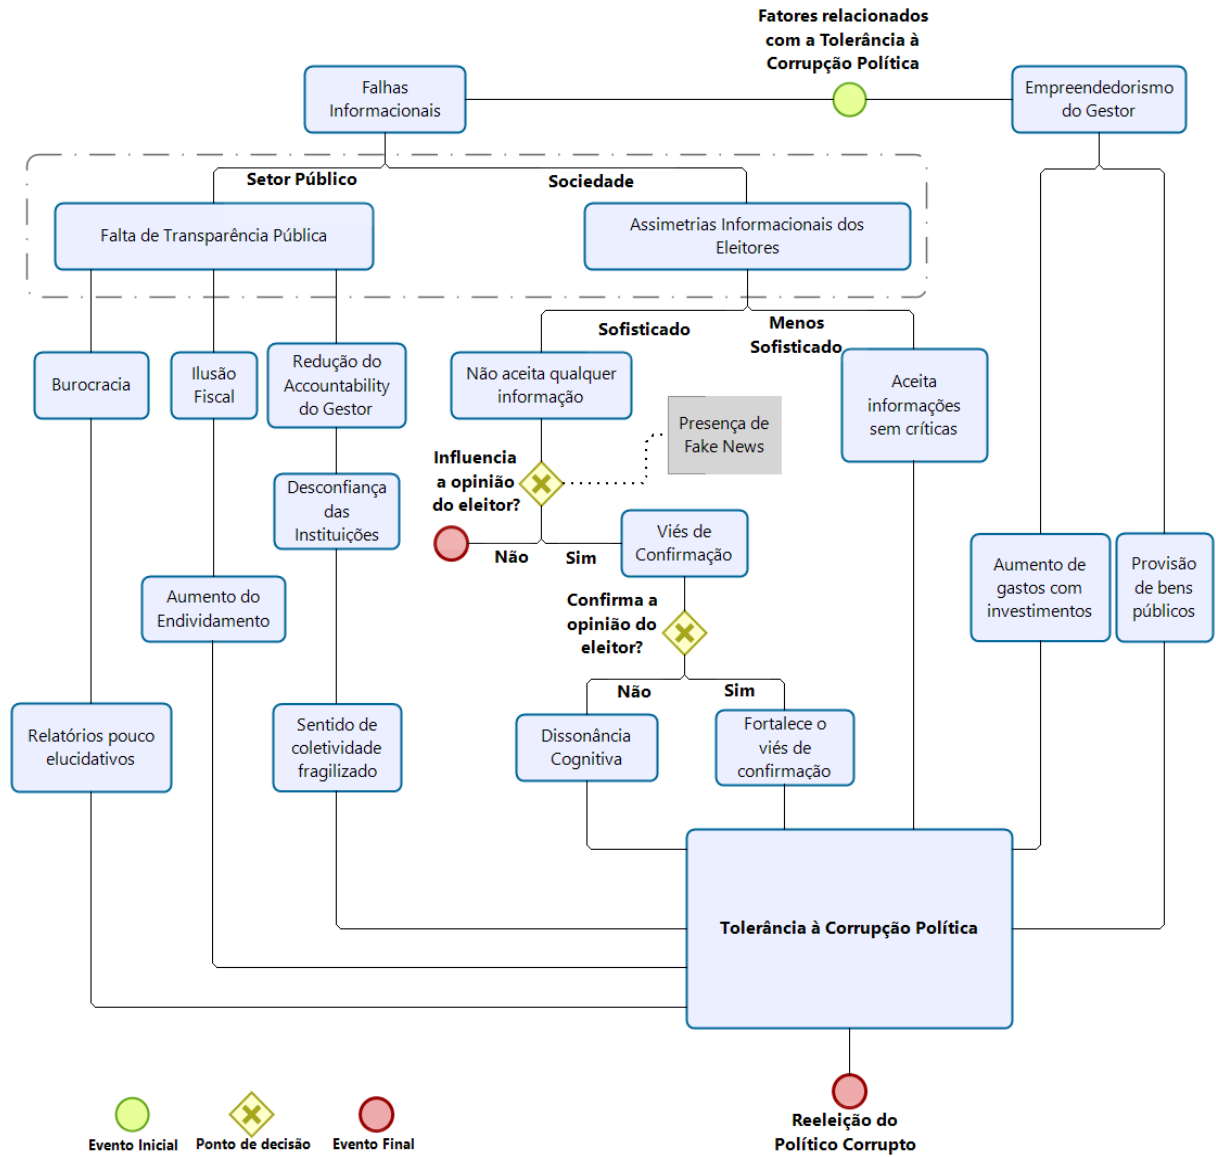 Fatores relacionados
com a Tolerância à
Corrupção Política
Falhas
Informacionais
Empreendedorismo
do Gestor
Setor Público
Sociedade
Falta de Transparência Pública
Assimetrias Informacionais dos
Eleitores
Sofisticado
Menos
Sofisticado
Burocracia
Ilusão
Fiscal
Redução do
Accountability
do Gestor
Não aceita qualquer
informação
Aceita
informações
sem críticas
Presença de
Fake News
Influencia
a opinião
do eleitor?
Desconfiança
das
Instituições
Não
Sim
Viés de
Confirmação
Aumento de
gastos com
investimentos
Provisão
de bens
públicos
Aumento do
Endividamento
Confirma a
opinião do
eleitor?
Não
Sim
Relatórios pouco
elucidativos
Sentido de
coletividade
fragilizado
Dissonância
Cognitiva
Fortalece o
viés de
confirmação
Tolerância à Corrupção Política
Reeleição do
Político Corrupto
Evento Inicial
Ponto de decisão
Evento Final